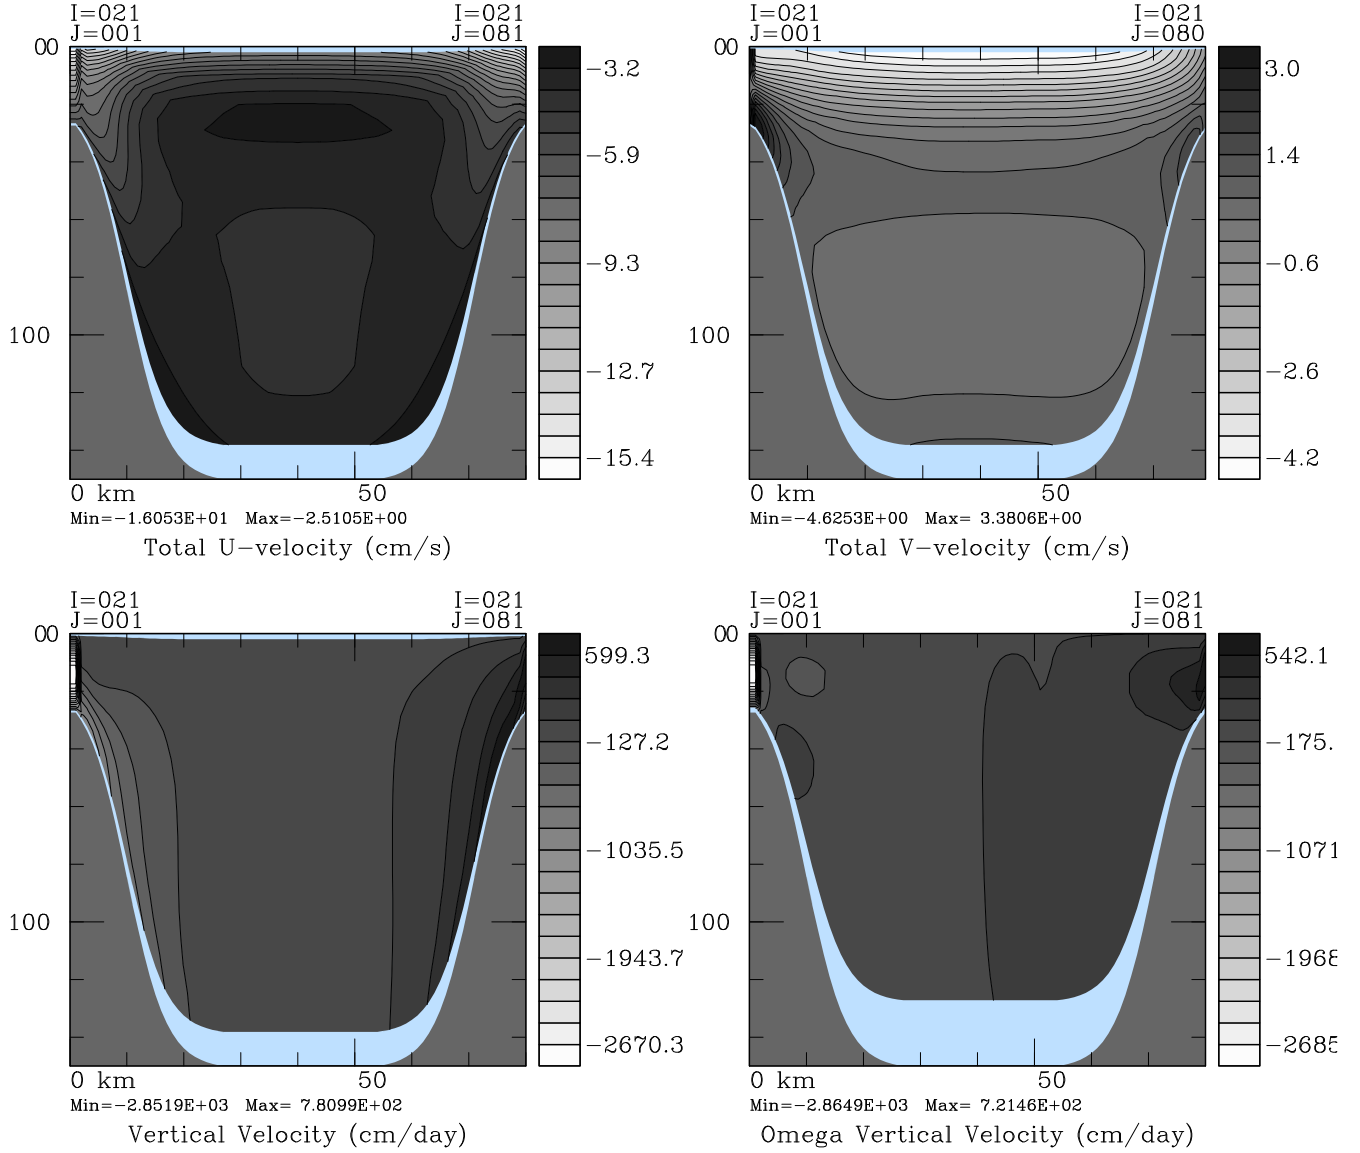 I=021 I=021
J=001 J=081
00
100
0 km 50
−3.2
−5.9
−9.3
−12.7
−15.4
Min=−1.6053E+01 Max=−2.5105E+00
Total U−velocity (cm/s)
I=021 I=021
J=001 J=080
00
100
0 km 50
3.0
1.4
−0.6
−2.6
−4.2
Min=−4.6253E+00 Max= 3.3806E+00
Total V−velocity (cm/s)
I=021 I=021
J=001 J=081
00
100
0 km 50
599.3
−127.2
−1035.5
−1943.7
−2670.3
Min=−2.8519E+03 Max= 7.8099E+02
Vertical Velocity (cm/day)
I=021 I=021
J=001 J=081
00
100
0 km 50
542.1
−175.
−1071
−196
−268
Min=−2.8649E+03 Max= 7.2146E+02
Omega Vertical Velocity (cm/day)